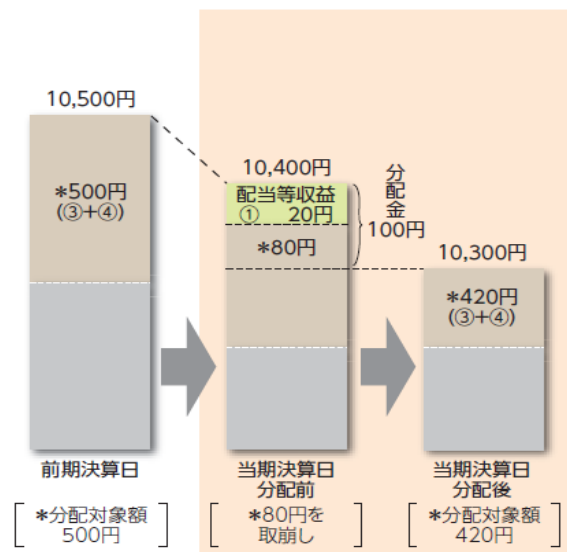 10,500円
*500円
(③+④)
前期決算日
*分配対象額
500円
10,400円
配当等収益
① 20円
*80円
分配金
100円
当期決算日
分配前
*80円を
取崩し
10,300円
*420円
(③+④)
当期決算日
分配後
*分配対象額
420円